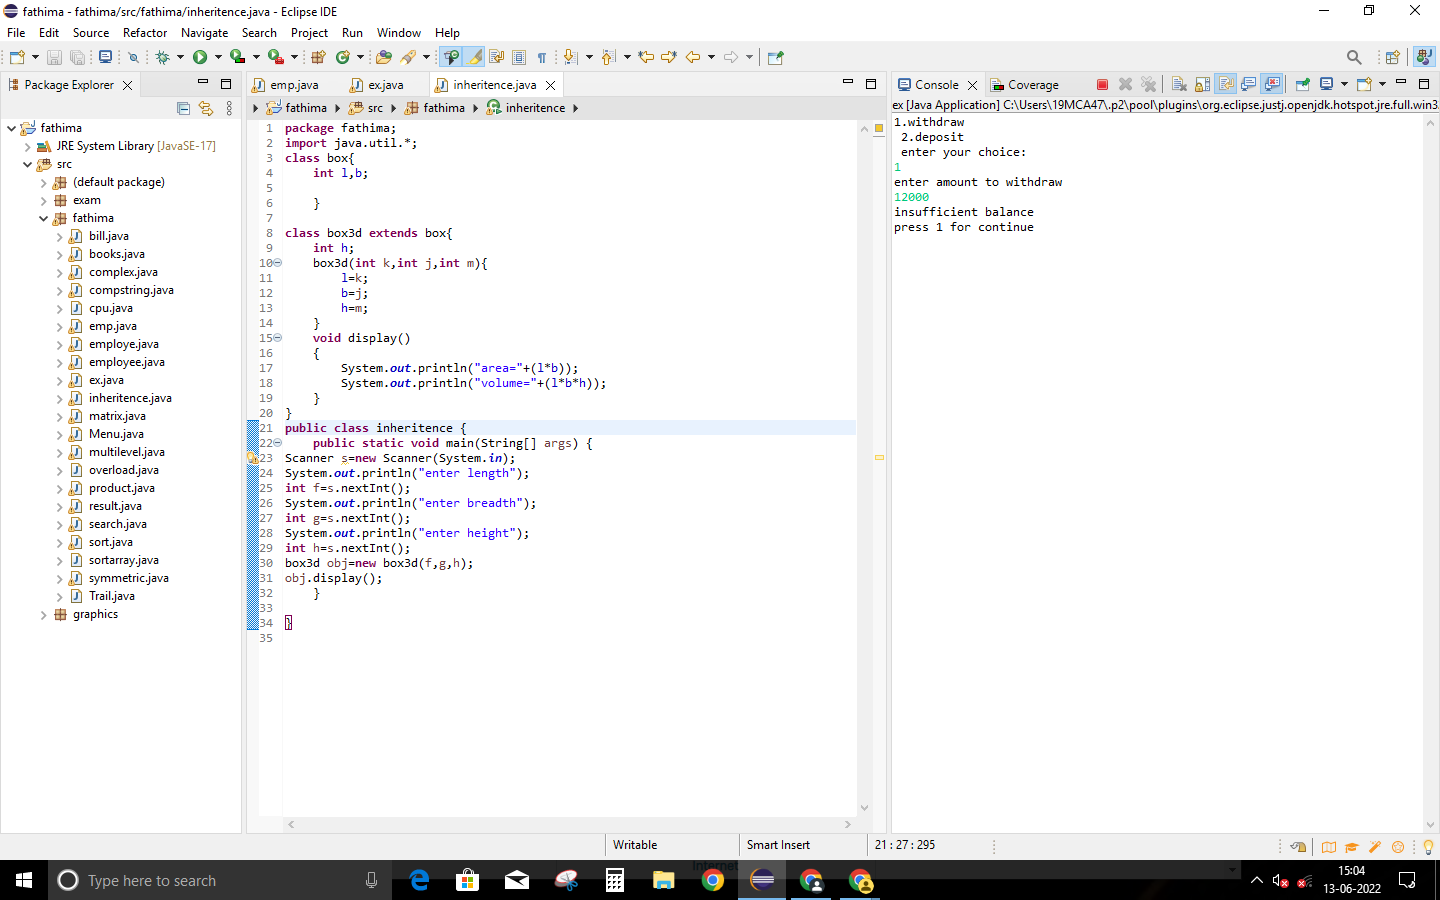 fathima - fathima/src/fathima/inheritence.java - Eclipse IDE
File Edit Source Refactor Navigate Search Project Run Window Help
Package Explorer
fathima
JRE System Library [JavaSE-17]
src
(default package)
exam
fathima
bill.java
books.java
complex.java
compstring.java
cpu.java
emp.java
employe.java
employee.java
ex.java
inheritence.java
matrix.java
Menu.java
multilevel.java
overload.java
product.java
result.java
search.java
sort.java
sortarray.java
symmetric.java
Trail.java
graphics
emp.java ex.java inheritence.java
fathima src fathima inheritence
1 package fathima;
2 import java.util.*;
3 class box{
4 int l,b;
5
6 }
7
8 class box3d extends box{
9 int h;
10 box3d(int k,int j,int m){
11 l=k;
12 b=j;
13 h=m;
14 }
15 void display()
16 {
17 System.out.println("area="+(l*b));
18 System.out.println("volume="+(l*b*h));
19 }
20 }
21 public class inheritence {
22 public static void main(String[] args) {
23 Scanner s=new Scanner(System.in);
24 System.out.println("enter length");
25 int f=s.nextInt();
26 System.out.println("enter breadth");
27 int g=s.nextInt();
28 System.out.println("enter height");
29 int h=s.nextInt();
30 box3d obj=new box3d(f,g,h);
31 obj.display();
32 }
33
34 }
35
Console Coverage
ex [Java Application] C:\Users\19MCA47\.p2\pool\plugins\org.eclipse.justj.openjdk.hotspot.jre.full.win3
1.withdraw
2.deposit
enter your choice:
1
enter amount to withdraw
12000
insufficient balance
press 1 for continue
Writable Smart Insert 21 : 27 : 295
Internet
Type here to search
15:04
13-06-2022